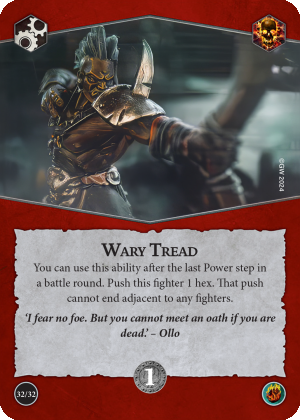 ©GW 2024
Wary Tread
You can use this ability after the last Power step in
a battle round. Push this fighter 1 hex. That push
cannot end adjacent to any fighters.
‘I fear no foe. But you cannot meet an oath if you are
dead.’ – Ollo
32/32
1